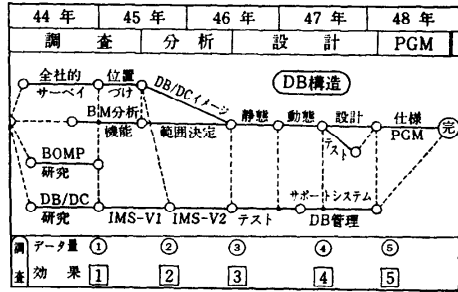 44 年 45 年 46 年 47 年 48 年
調 査 分 析 設 計 PGM
全社的 位置 DB/DCイメージ DB構造
サーベイ づけ
B/M分析 静態 動態 設計 仕様
機能 範囲決定 テスト PGM 完
BOMP
研究
DB/DC サポートシステム
研究 IMS-V1 IMS-V2 テスト DB管理
調査 データ量 ① ② ③ ④ ⑤
効 果 1 2 3 4 5